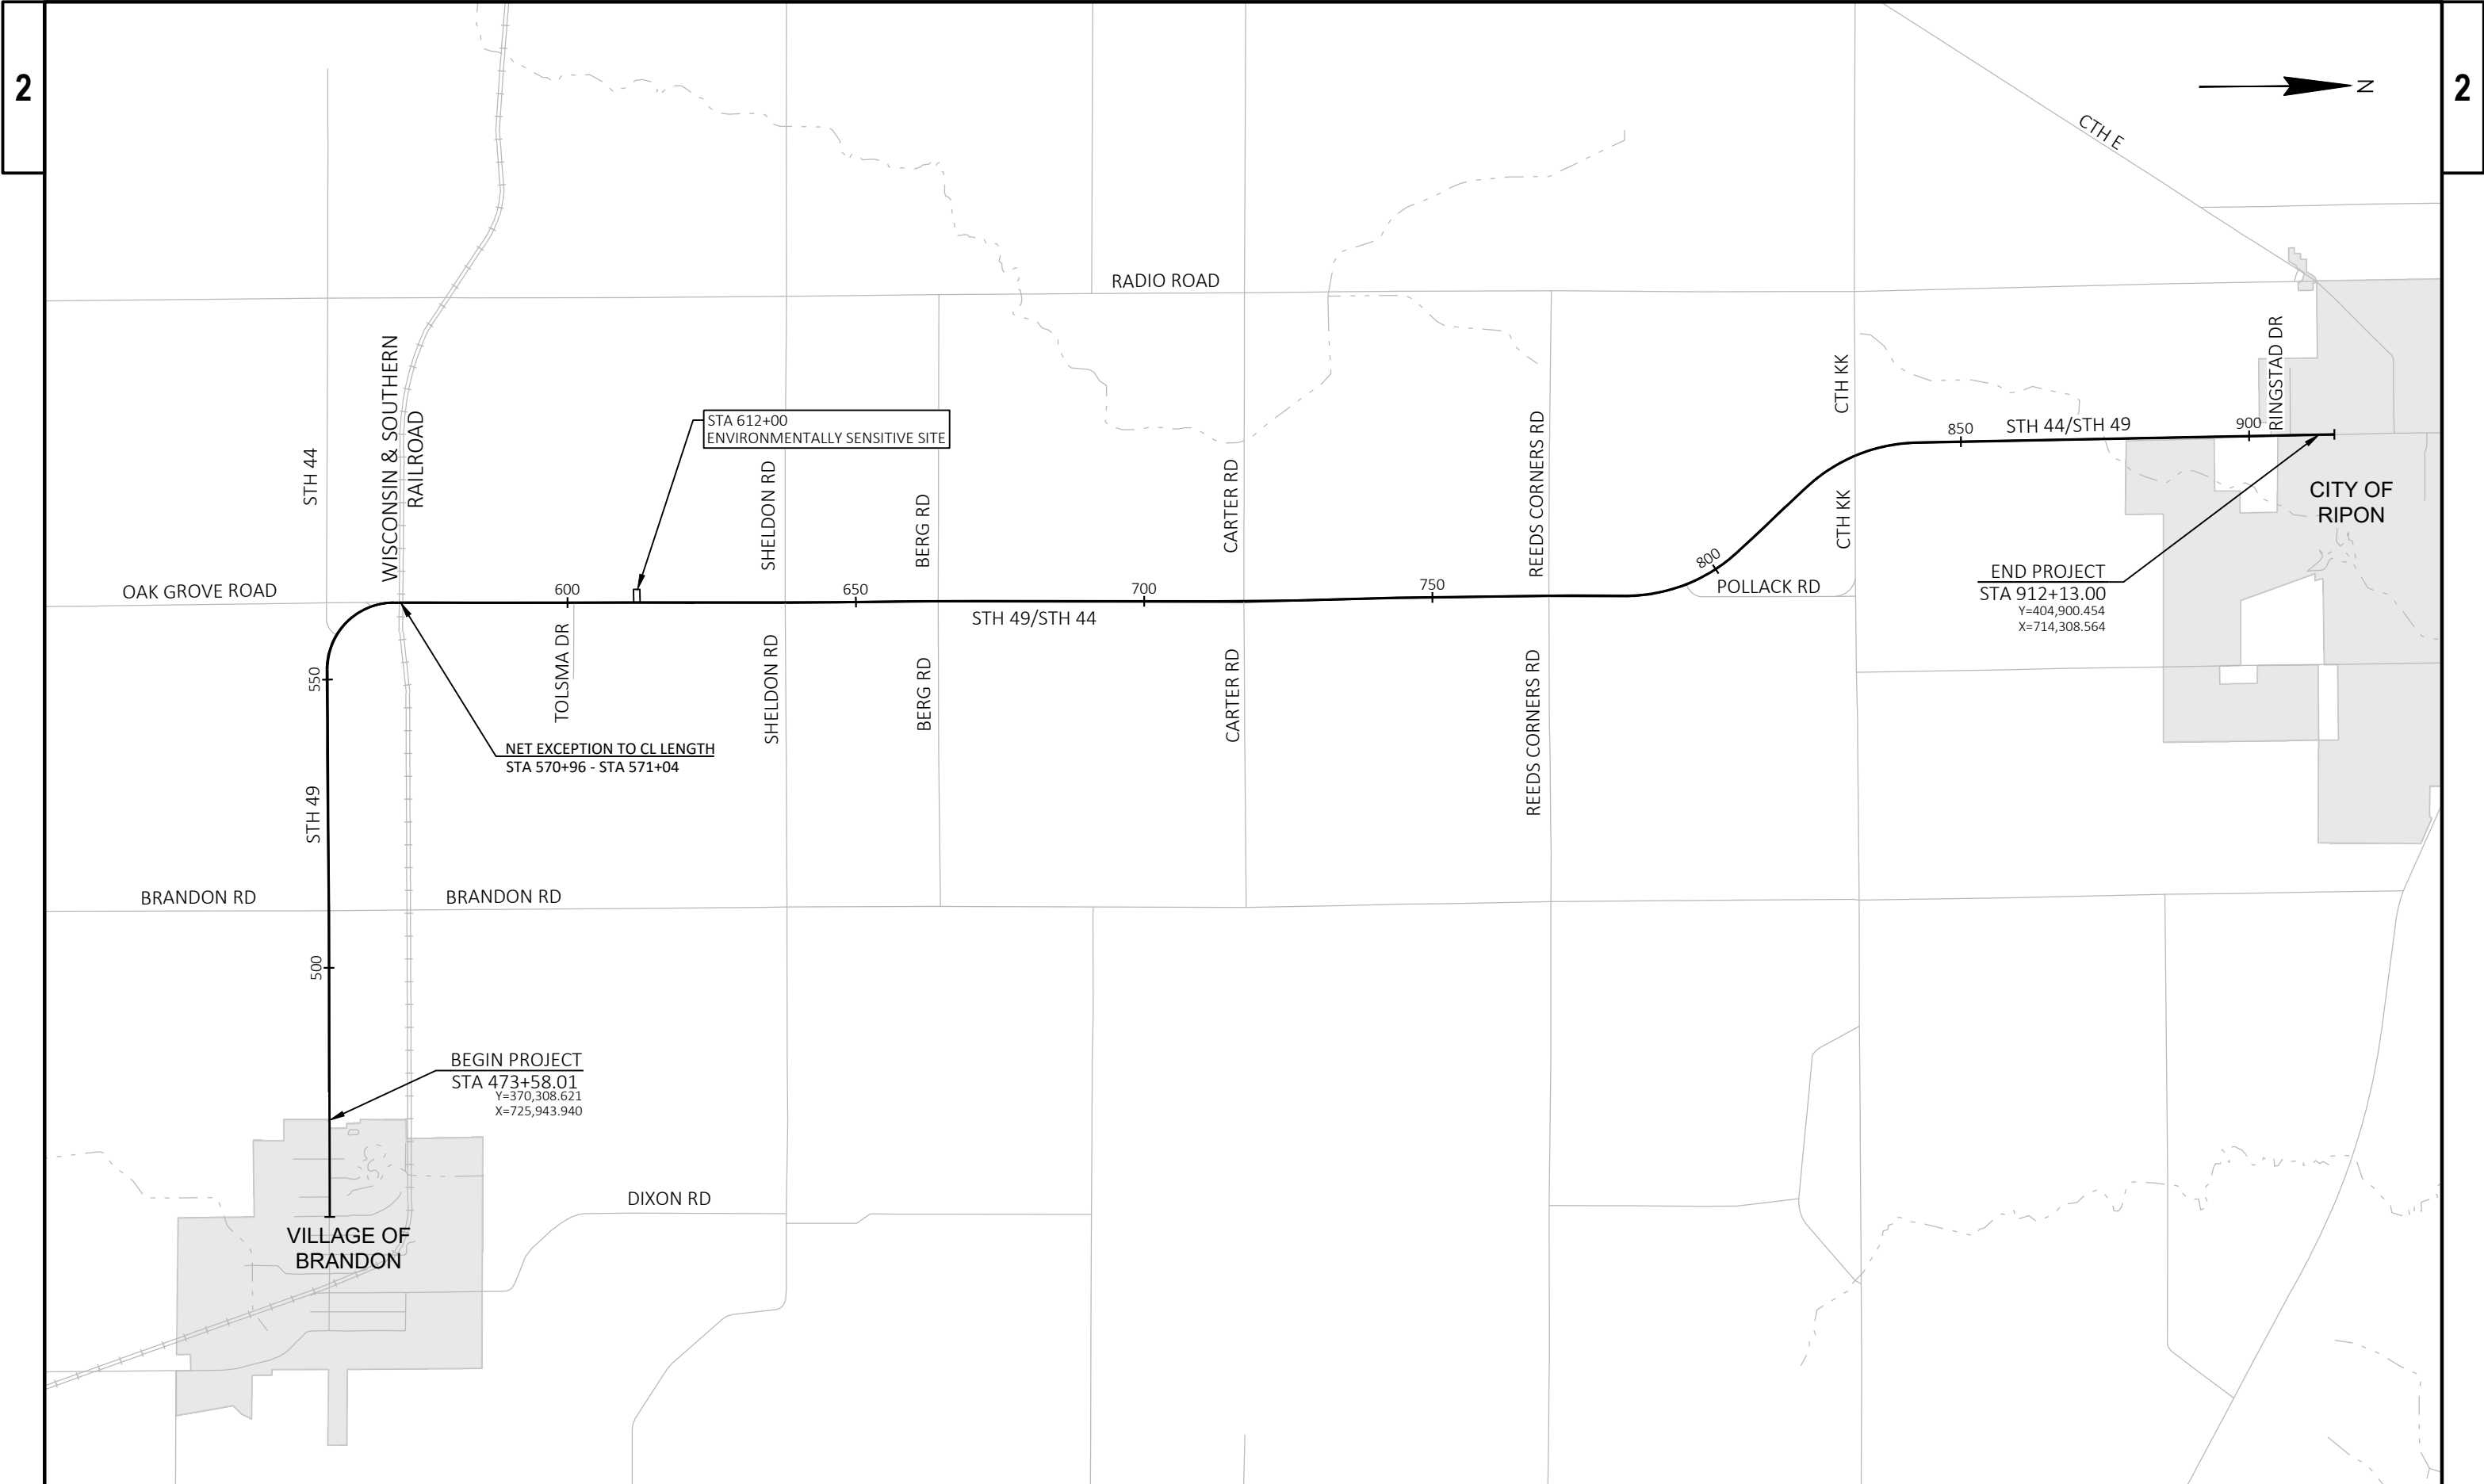 2
2
N
CTH E
RADIO ROAD
WISCONSIN & SOUTHERN
RAILROAD
STH 44
STA 612+00
ENVIRONMENTALLY SENSITIVE SITE
SHELDON RD
BERG RD
CARTER RD
REEDS CORNERS RD
CTH KK
CTH KK
RINGSTAD DR
850
STH 44/STH 49
900
CITY OF
RIPON
OAK GROVE ROAD
600
650
700
750
800
POLLACK RD
STH 49/STH 44
END PROJECT
STA 912+13.00
Y=404,900.454
X=714,308.564
550
TOLSMA DR
SHELDON RD
BERG RD
CARTER RD
REEDS CORNERS RD
NET EXCEPTION TO CL LENGTH
STA 570+96 - STA 571+04
STH 49
BRANDON RD
BRANDON RD
500
BEGIN PROJECT
STA 473+58.01
Y=370,308.621
X=725,943.940
DIXON RD
VILLAGE OF
BRANDON